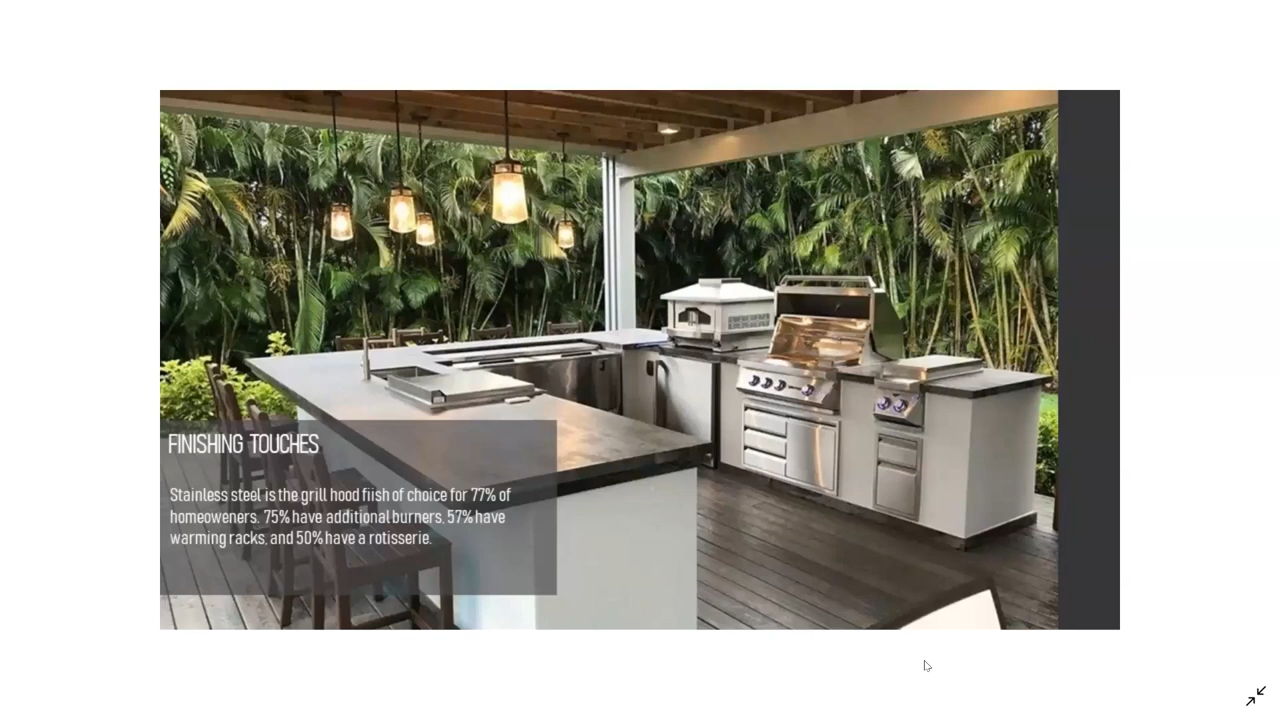 FINISHING TOUCHES
Stainless steel is the grill hood fiish of choice for 77% of
homeoweners. 75% have additional burners, 57% have
warming racks, and 50% have a rotisserie.